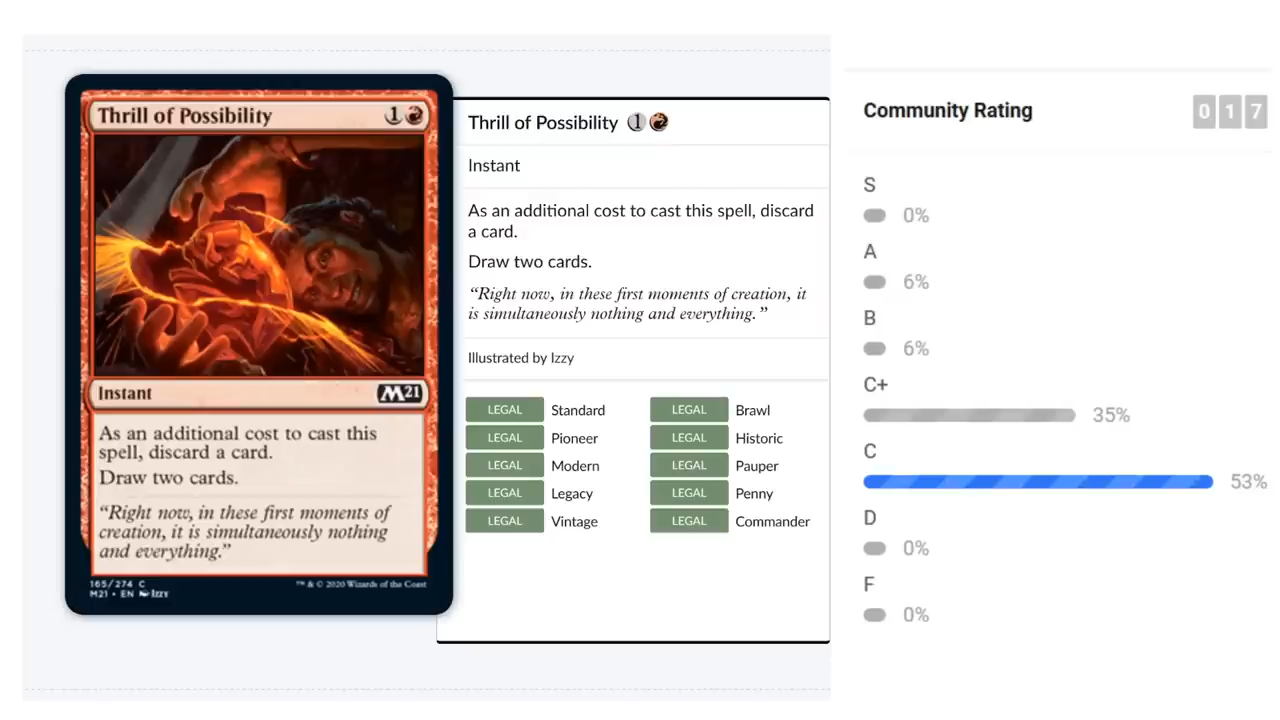 Thrill of Possibility 1
Instant
M21
As an additional cost to cast this
spell, discard a card.
Draw two cards.
“Right now, in these first moments of
creation, it is simultaneously nothing
and everything.”
165/274 C
M21 • EN Izzy
™ & © 2020 Wizards of the Coast
Thrill of Possibility 1
Instant
As an additional cost to cast this spell, discard
a card.
Draw two cards.
“Right now, in these first moments of creation, it
is simultaneously nothing and everything.”
Illustrated by Izzy
LEGAL Standard LEGAL Brawl
LEGAL Pioneer LEGAL Historic
LEGAL Modern LEGAL Pauper
LEGAL Legacy LEGAL Penny
LEGAL Vintage LEGAL Commander
Community Rating 0 1 7
S
0%
A
6%
B
6%
C+
35%
C
53%
D
0%
F
0%